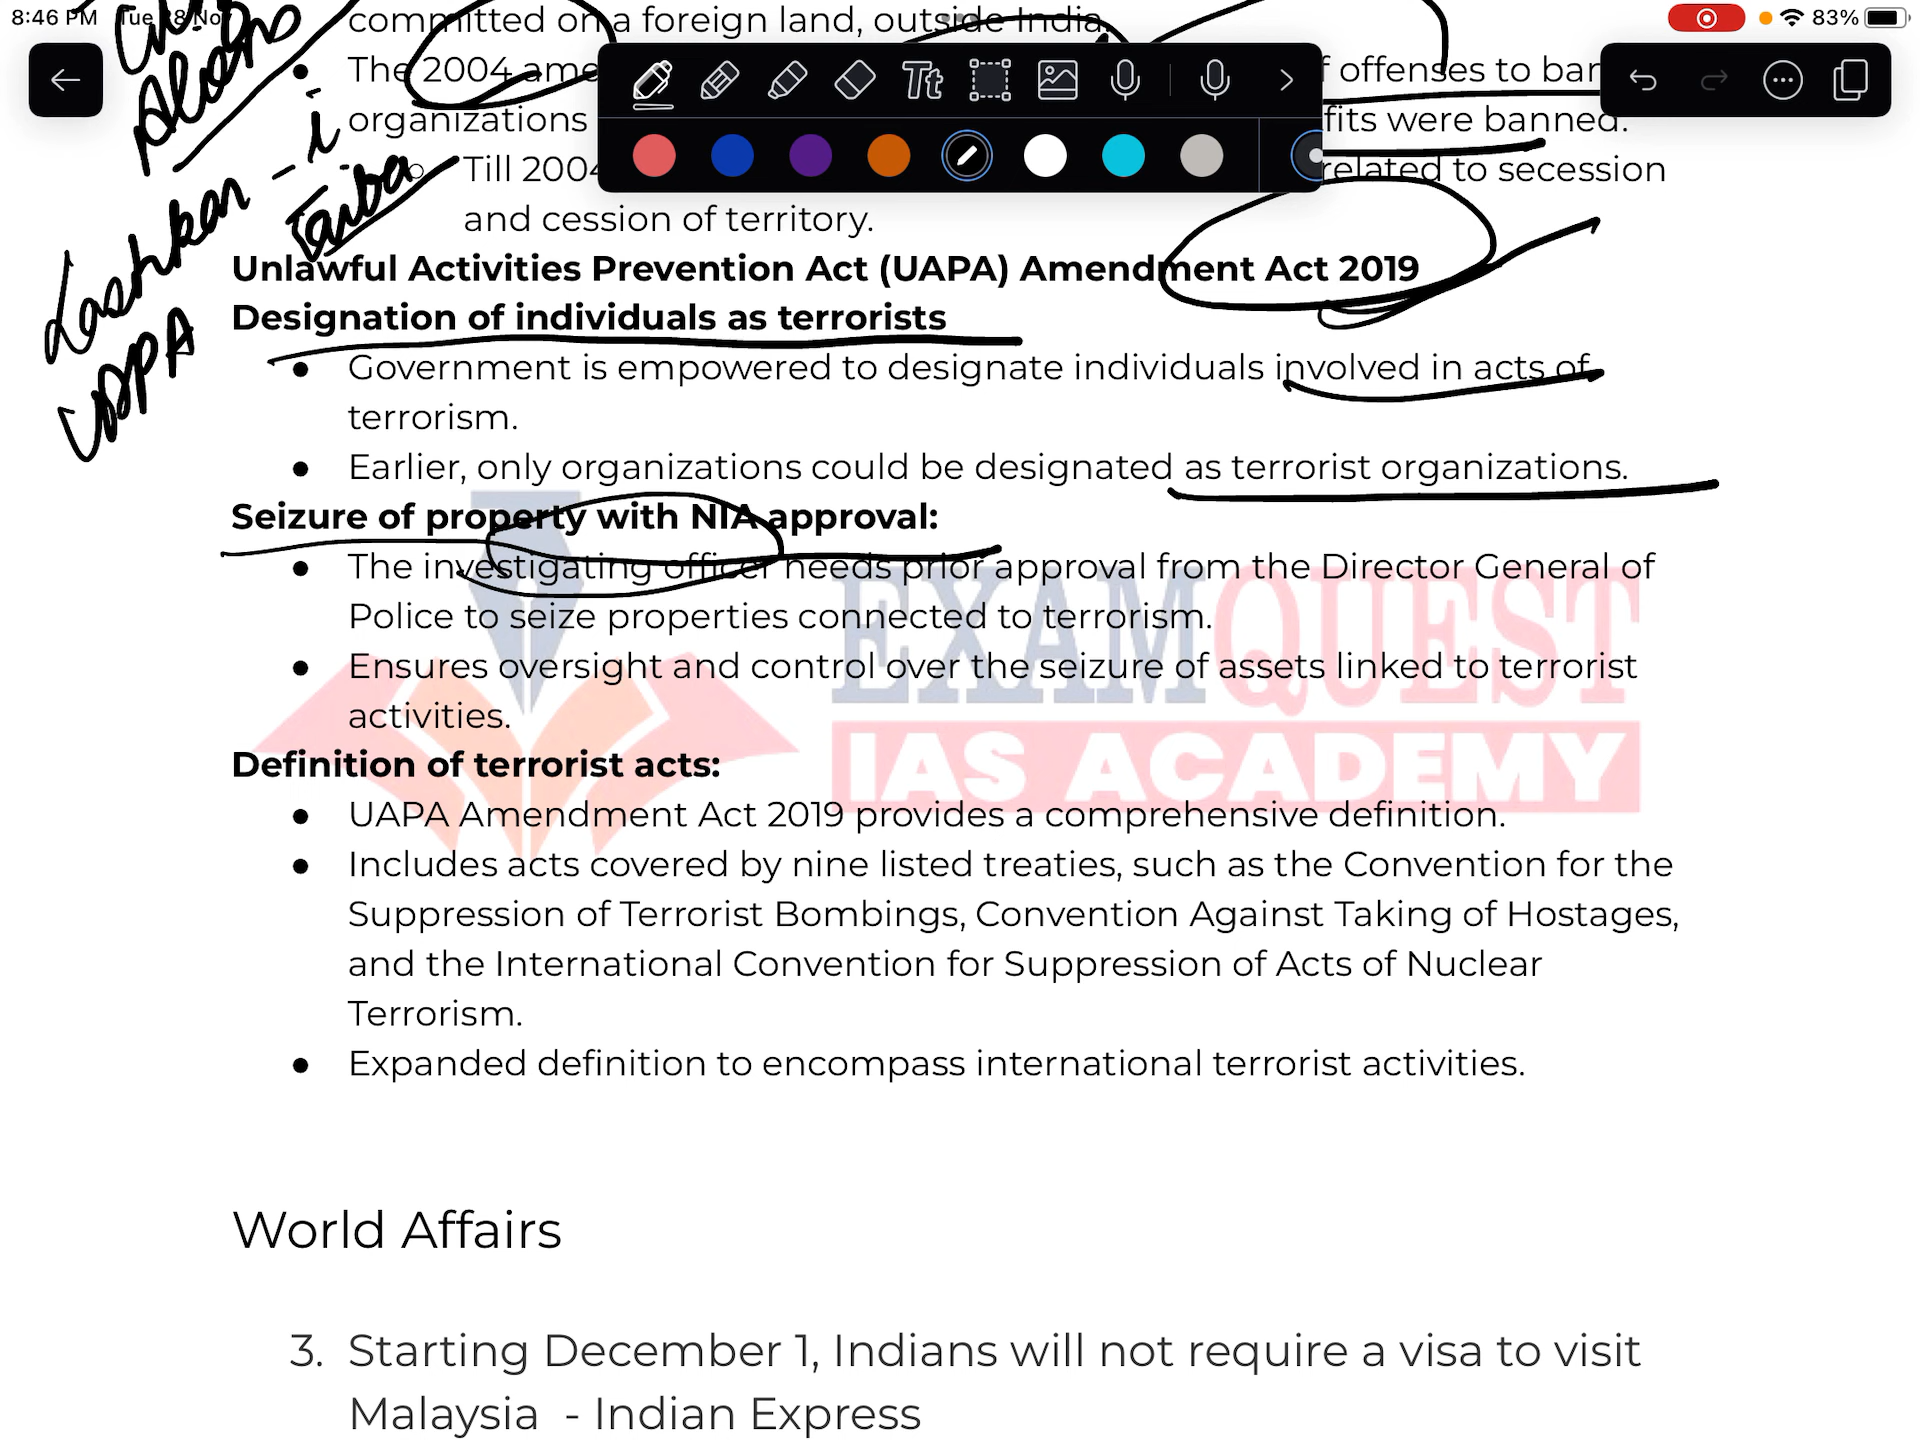 8:46 PM Tue 28 Nov
83%
committed on a foreign land, outside India.
The 2004 ame f offenses to ban
organizations fits were banned.
Till 2004 related to secession
and cession of territory.
Lashkar - i
Taiba
UAPA
Tt
Unlawful Activities Prevention Act (UAPA) Amendment Act 2019
Designation of individuals as terrorists
● Government is empowered to designate individuals involved in acts of
terrorism.
● Earlier, only organizations could be designated as terrorist organizations.
Seizure of property with NIA approval:
● The investigating officer needs prior approval from the Director General of
Police to seize properties connected to terrorism.
● Ensures oversight and control over the seizure of assets linked to terrorist
activities.
EXAMQUEST
IAS ACADEMY
Definition of terrorist acts:
● UAPA Amendment Act 2019 provides a comprehensive definition.
● Includes acts covered by nine listed treaties, such as the Convention for the
Suppression of Terrorist Bombings, Convention Against Taking of Hostages,
and the International Convention for Suppression of Acts of Nuclear
Terrorism.
● Expanded definition to encompass international terrorist activities.
World Affairs
3. Starting December 1, Indians will not require a visa to visit
Malaysia - Indian Express